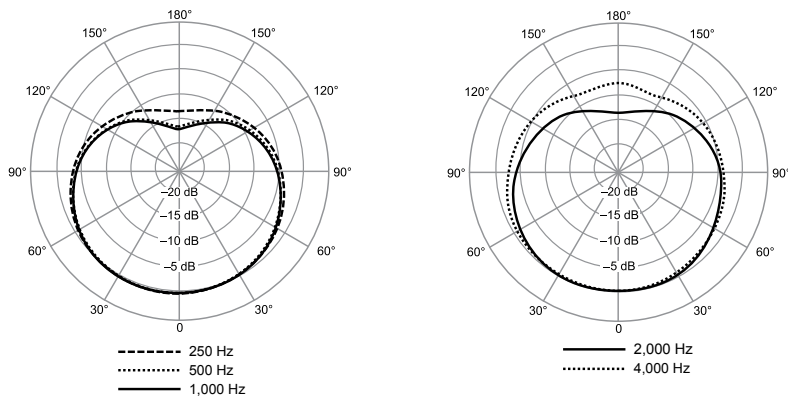 180°
150° 150°
120° 120°
90° 90°
60° 60°
30° 30°
0
–20 dB
–15 dB
–10 dB
–5 dB
250 Hz
500 Hz
1,000 Hz
180°
150° 150°
120° 120°
90° 90°
60° 60°
30° 30°
0
–20 dB
–15 dB
–10 dB
–5 dB
2,000 Hz
4,000 Hz